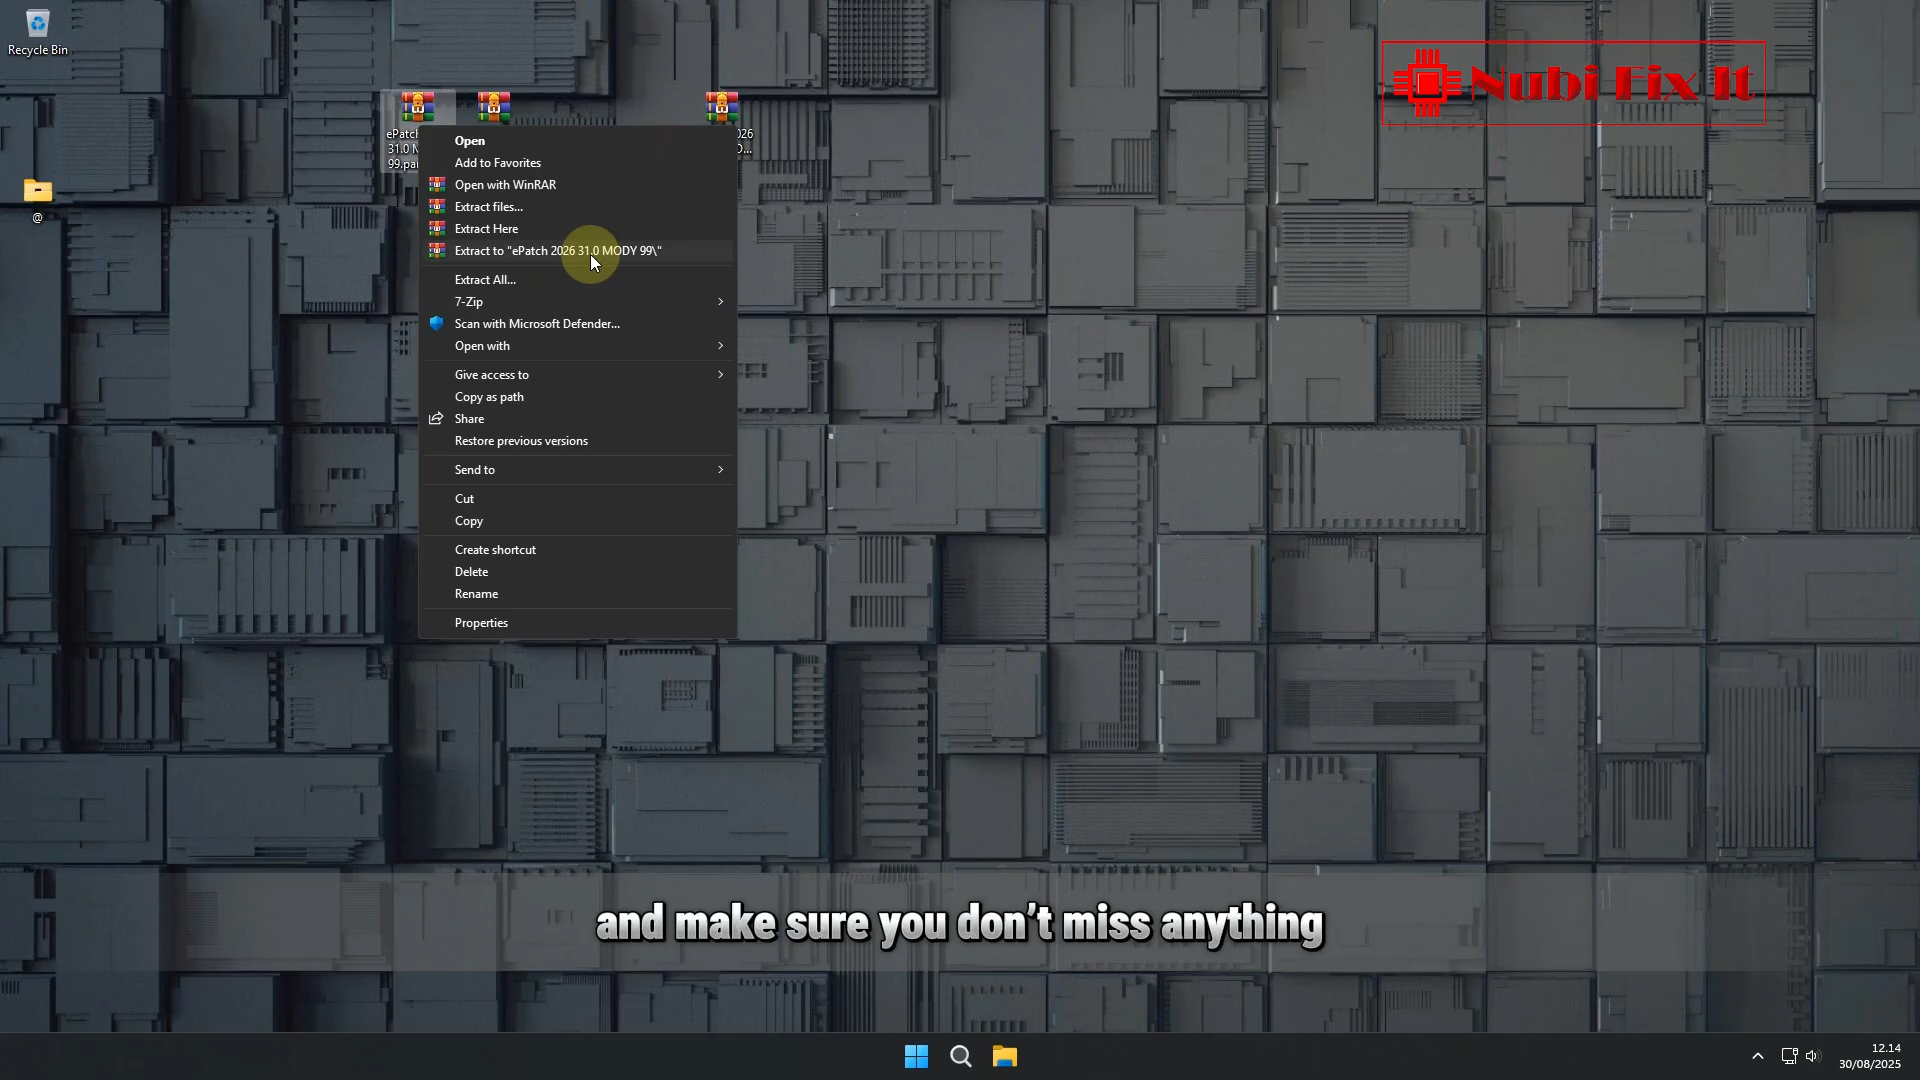 Recycle Bin
Nubi Fix It
ePatch
31.0 M
99.par
026
O...
@
Open
Add to Favorites
Open with WinRAR
Extract files...
Extract Here
Extract to "ePatch 2026 31.0 MODY 99\"
Extract All...
7-Zip
Scan with Microsoft Defender...
Open with
Give access to
Copy as path
Share
Restore previous versions
Send to
Cut
Copy
Create shortcut
Delete
Rename
Properties
and make sure you don't miss anything
12.14
30/08/2025